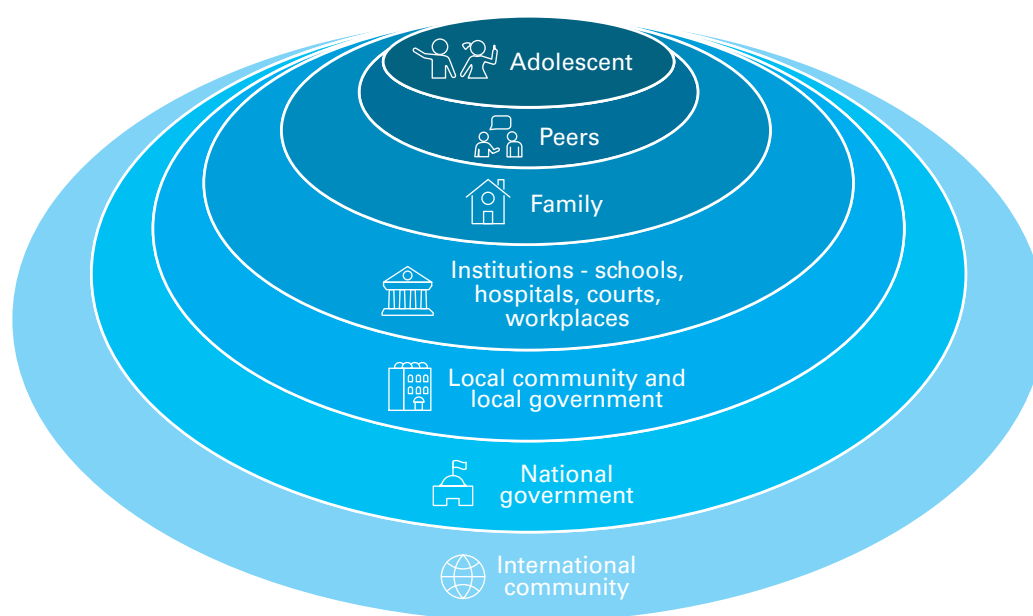 Adolescent
Peers
Family
Institutions - schools,
hospitals, courts,
workplaces
Local community and
local government
National
government
International
community